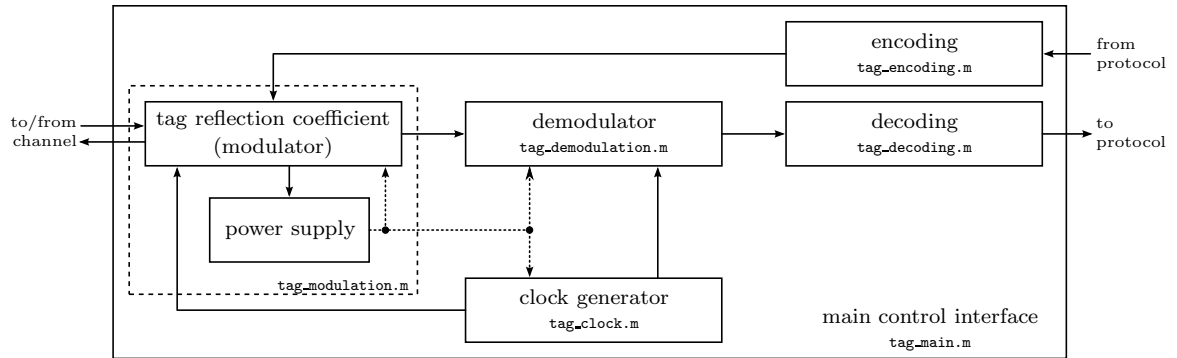 encoding
tag_encoding.m
from
protocol
to/from
channel
tag reflection coefficient
(modulator)
demodulator
tag_demodulation.m
decoding
tag_decoding.m
to
protocol
power supply
tag_modulation.m
clock generator
tag_clock.m
main control interface
tag_main.m